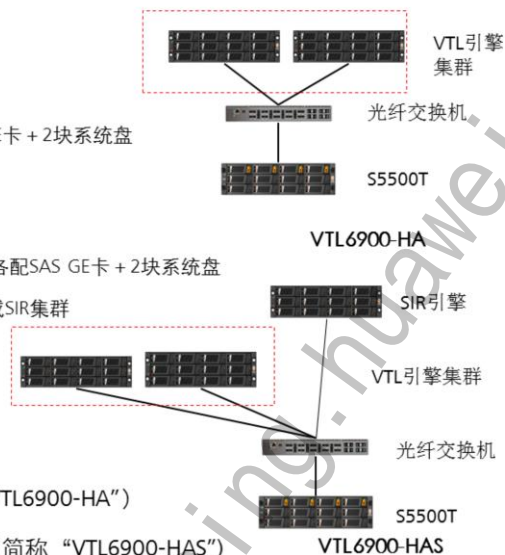 VTL引擎
集群
光纤交换机
卡 + 2块系统盘
S5500T
VTL6900-HA
各配SAS GE卡 + 2块系统盘
SIR集群
SIR引擎
VTL引擎集群
光纤交换机
TL6900-HA”)
S5500T
简称 “VTL6900-HAS”)
VTL6900-HAS
ing.huawei